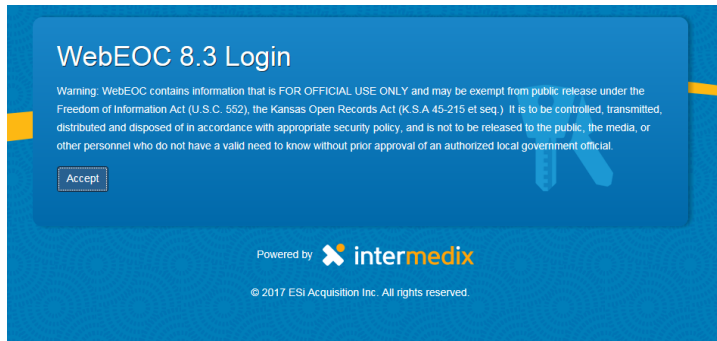 WebEOC 8.3 Login
Warning: WebEOC contains information that is FOR OFFICIAL USE ONLY and may be exempt from public release under the
Freedom of Information Act (U.S.C. 552), the Kansas Open Records Act (K.S.A 45-215 et seq.) It is to be controlled, transmitted,
distributed and disposed of in accordance with appropriate security policy, and is not to be released to the public, the media, or
other personnel who do not have a valid need to know without prior approval of an authorized local government official.
Accept
Powered by intermedix
© 2017 ESi Acquisition Inc. All rights reserved.